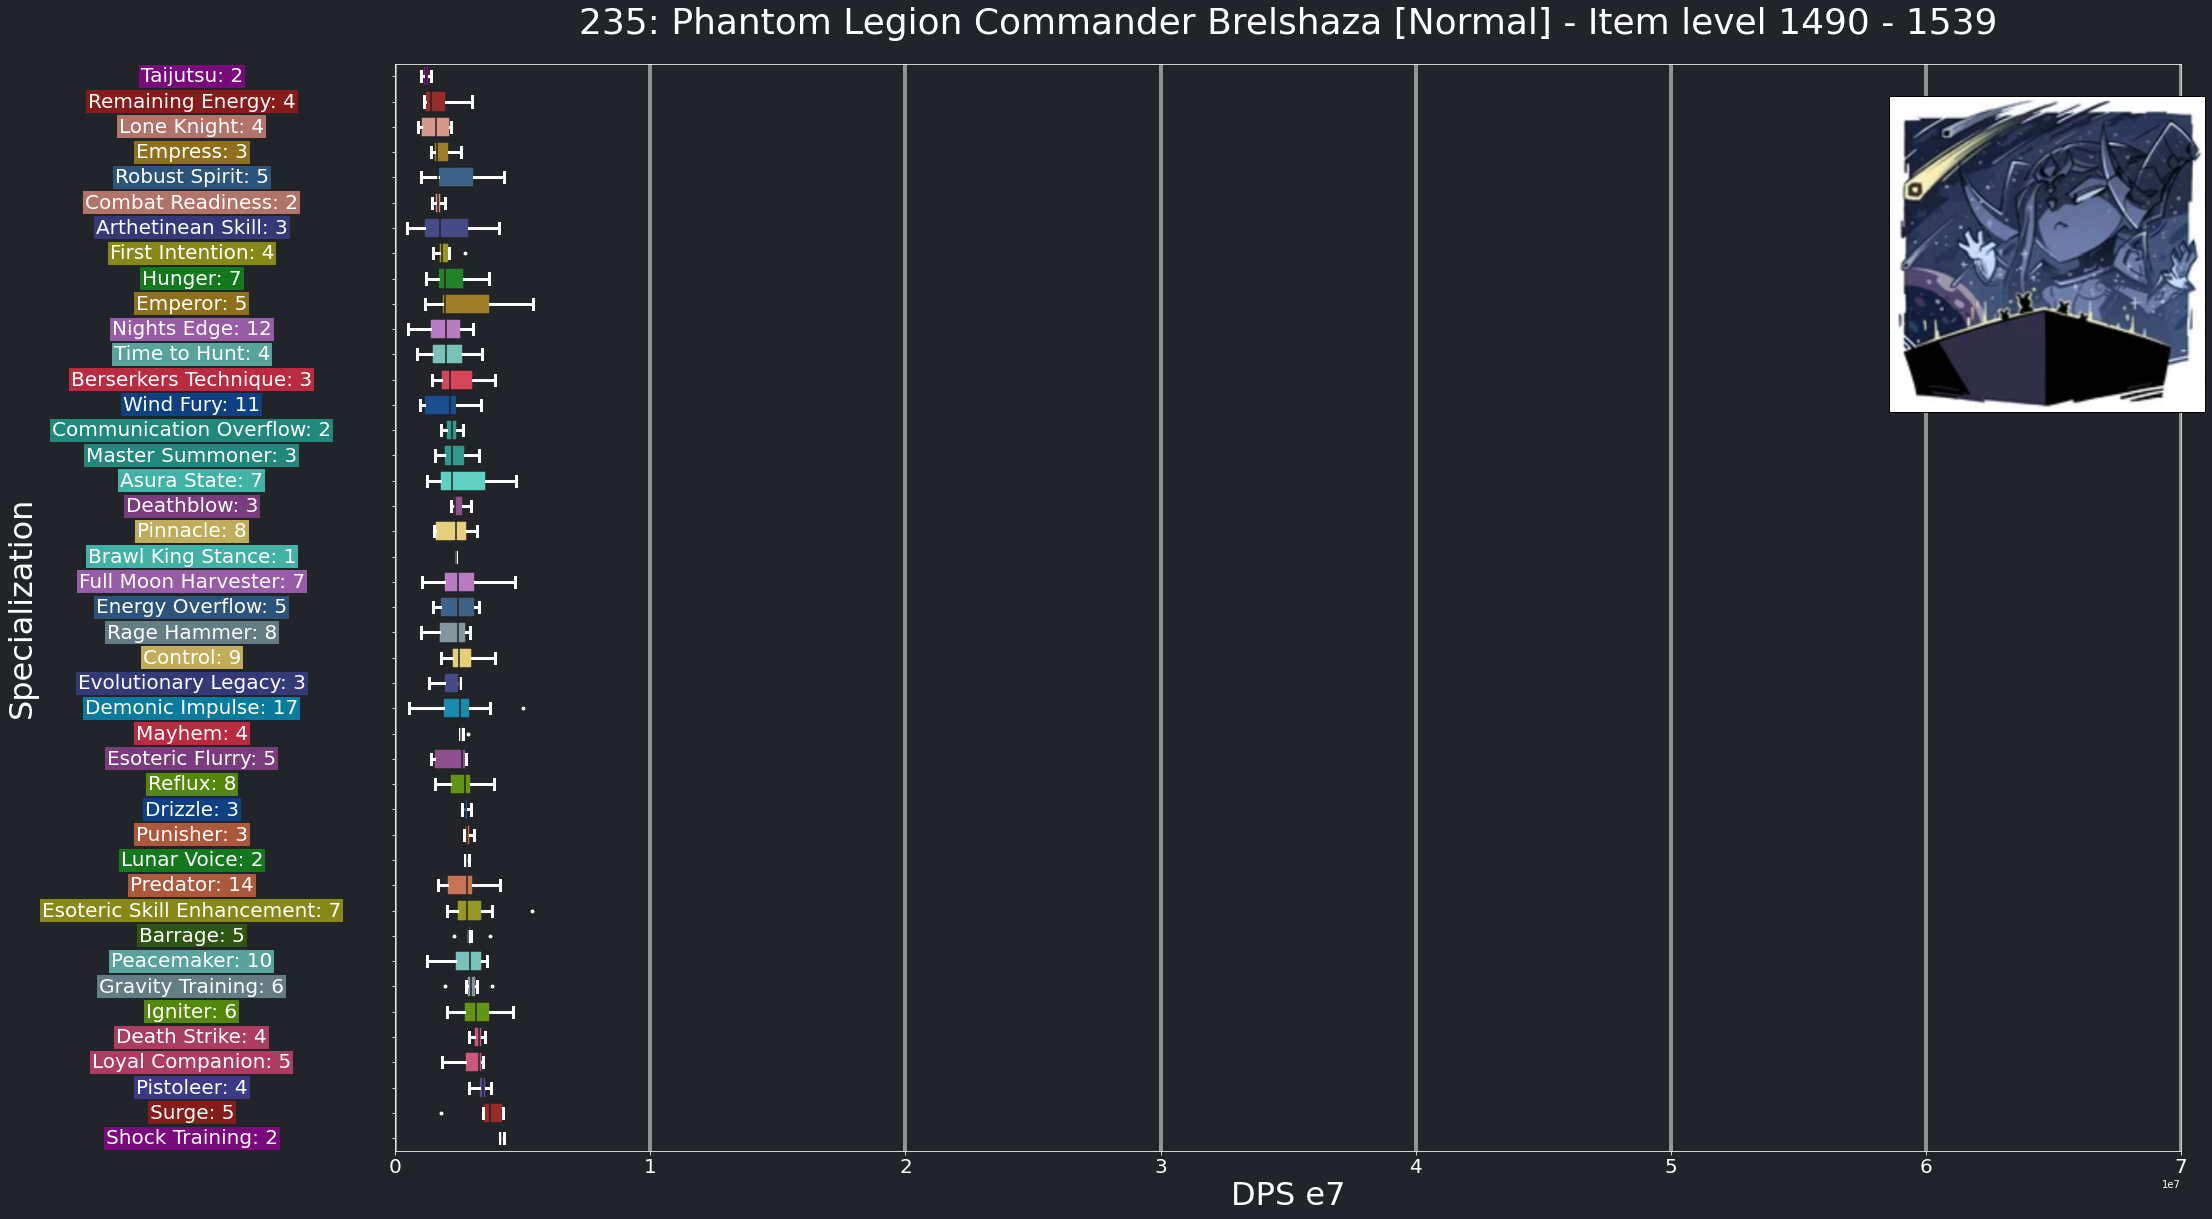 235: Phantom Legion Commander Brelshaza [Normal] - Item level 1490 - 1539
Taijutsu: 2
Remaining Energy: 4
Lone Knight: 4
Empress: 3
Robust Spirit: 5
Combat Readiness: 2
Arthetinean Skill: 3
First Intention: 4
Hunger: 7
Emperor: 5
Nights Edge: 12
Time to Hunt: 4
Berserkers Technique: 3
Wind Fury: 11
Communication Overflow: 2
Master Summoner: 3
Asura State: 7
Deathblow: 3
Pinnacle: 8
Brawl King Stance: 1
Full Moon Harvester: 7
Energy Overflow: 5
Rage Hammer: 8
Control: 9
Evolutionary Legacy: 3
Demonic Impulse: 17
Mayhem: 4
Esoteric Flurry: 5
Reflux: 8
Drizzle: 3
Punisher: 3
Lunar Voice: 2
Predator: 14
Esoteric Skill Enhancement: 7
Barrage: 5
Peacemaker: 10
Gravity Training: 6
Igniter: 6
Death Strike: 4
Loyal Companion: 5
Pistoleer: 4
Surge: 5
Shock Training: 2
Specialization
0 1 2 3 4 5 6 7
1e7
DPS e7